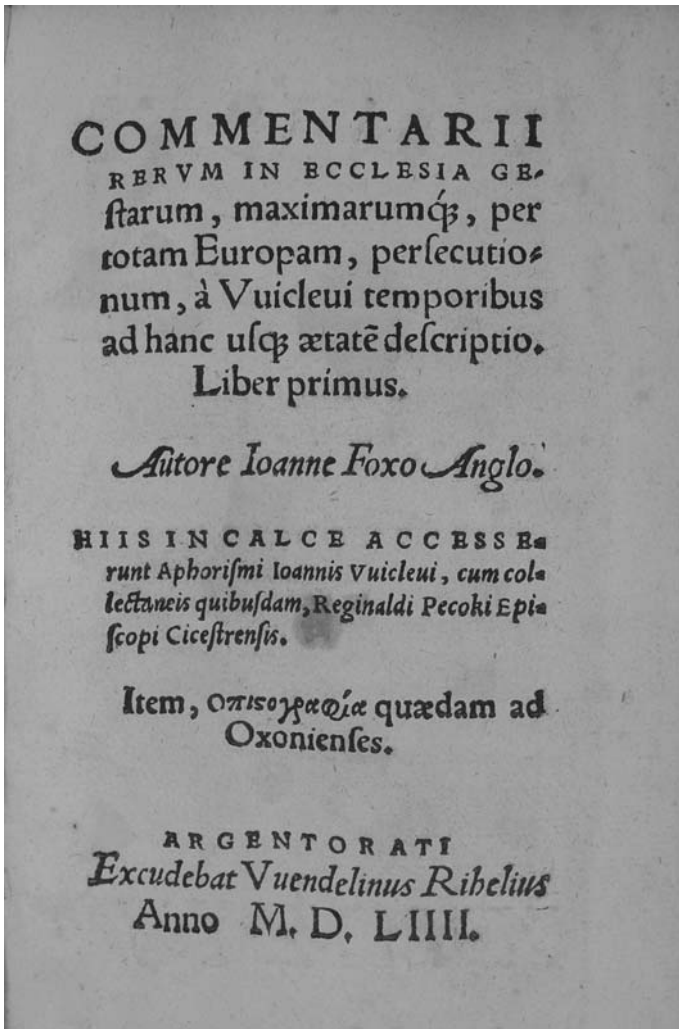 COMMENTARII
RERVM IN ECCLESIA GE-
ſtarum, maximarumq́ꝫ, per
totam Europam, perſecutio-
num, à Vuicleui temporibus
ad hanc uſqꝫ ætatē deſcriptio.
Liber primus.
Autore Ioanne Foxo Anglo.
HIIS IN CALCE ACCESSE-
runt Aphoriſmi Ioannis Vuicleui, cum col-
lectaneis quibuſdam, Reginaldi Pecoki Epi-
ſcopi Ciceſtrenſis.
Item, Οπιϛογραφία quædam ad
Oxonienſes.
ARGENTORATI
Excudebat Vuendelinus Rihelius
Anno M. D. LIIII.